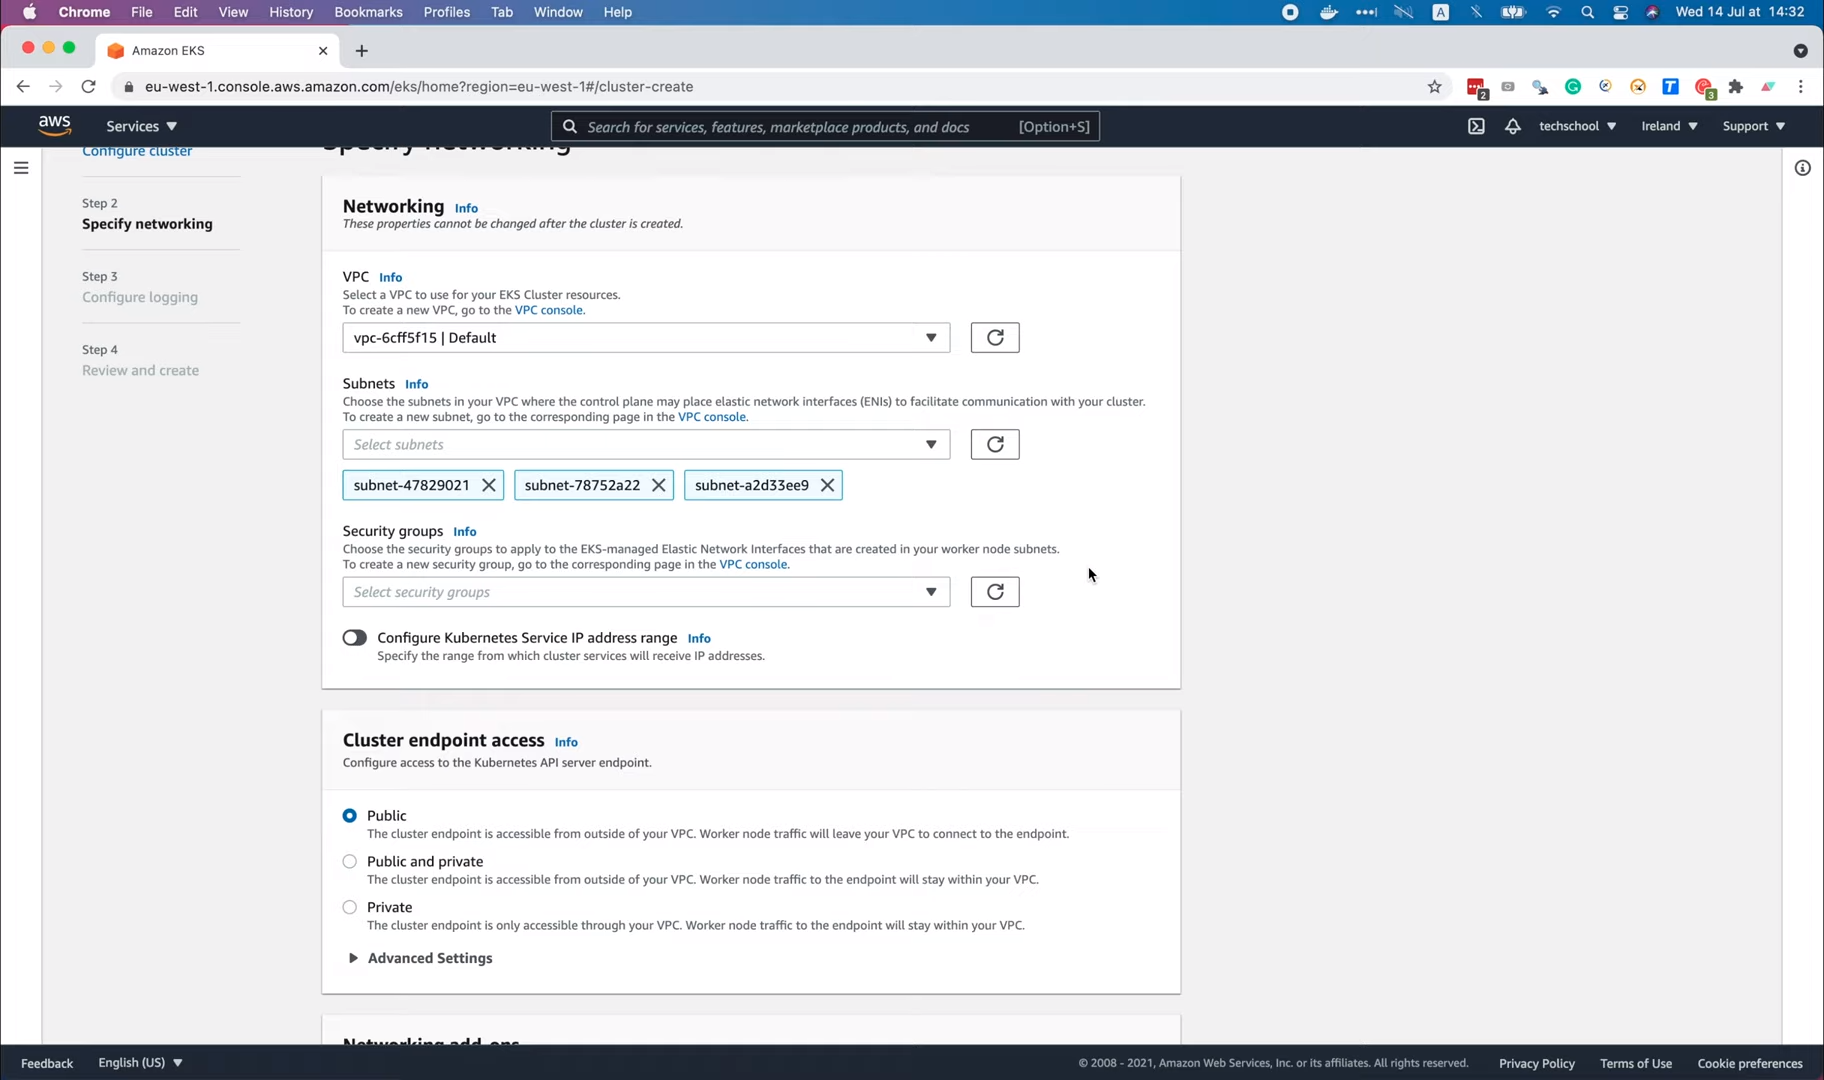 Chrome File Edit View History Bookmarks Profiles Tab Window Help A Wed 14 Jul at 14:32
Amazon EKS
eu-west-1.console.aws.amazon.com/eks/home?region=eu-west-1#/cluster-create
2 T 3
aws Services Search for services, features, marketplace products, and docs [Option+S] techschool Ireland Support
Configure cluster
Specify networking
Step 2
Specify networking
Step 3
Configure logging
Step 4
Review and create
Networking Info
These properties cannot be changed after the cluster is created.
VPC Info
Select a VPC to use for your EKS Cluster resources.
To create a new VPC, go to the VPC console.
vpc-6cff5f15 | Default
Subnets Info
Choose the subnets in your VPC where the control plane may place elastic network interfaces (ENIs) to facilitate communication with your cluster.
To create a new subnet, go to the corresponding page in the VPC console.
Select subnets
subnet-47829021 subnet-78752a22 subnet-a2d33ee9
Security groups Info
Choose the security groups to apply to the EKS-managed Elastic Network Interfaces that are created in your worker node subnets.
To create a new security group, go to the corresponding page in the VPC console.
Select security groups
Configure Kubernetes Service IP address range Info
Specify the range from which cluster services will receive IP addresses.
Cluster endpoint access Info
Configure access to the Kubernetes API server endpoint.
Public
The cluster endpoint is accessible from outside of your VPC. Worker node traffic will leave your VPC to connect to the endpoint.
Public and private
The cluster endpoint is accessible from outside of your VPC. Worker node traffic to the endpoint will stay within your VPC.
Private
The cluster endpoint is only accessible through your VPC. Worker node traffic to the endpoint will stay within your VPC.
Advanced Settings
Networking add-ons
Feedback English (US) © 2008 - 2021, Amazon Web Services, Inc. or its affiliates. All rights reserved. Privacy Policy Terms of Use Cookie preferences